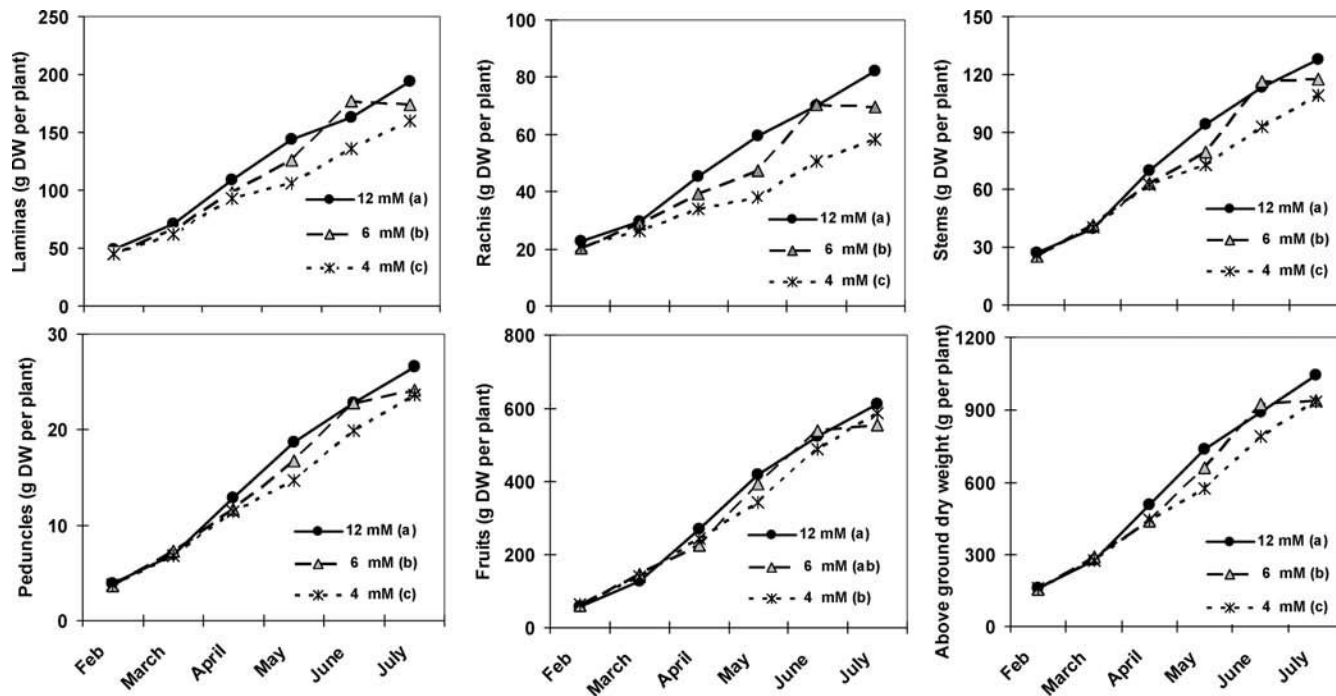 Laminas (g DW per plant)
250
200
150
100
50
0
12 mM (a)
6 mM (b)
4 mM (c)
Rachis (g DW per plant)
100
80
60
40
20
0
12 mM (a)
6 mM (b)
4 mM (c)
Stems (g DW per plant)
150
120
90
60
30
0
12 mM (a)
6 mM (b)
4 mM (c)
Peduncles (g DW per plant)
30
20
10
0
12 mM (a)
6 mM (b)
4 mM (c)
Feb
March
April
May
June
July
Fruits (g DW per plant)
800
600
400
200
0
12 mM (a)
6 mM (ab)
4 mM (b)
Feb
March
April
May
June
July
Above ground dry weight (g per plant)
1200
900
600
300
0
12 mM (a)
6 mM (b)
4 mM (c)
Feb
March
April
May
June
July